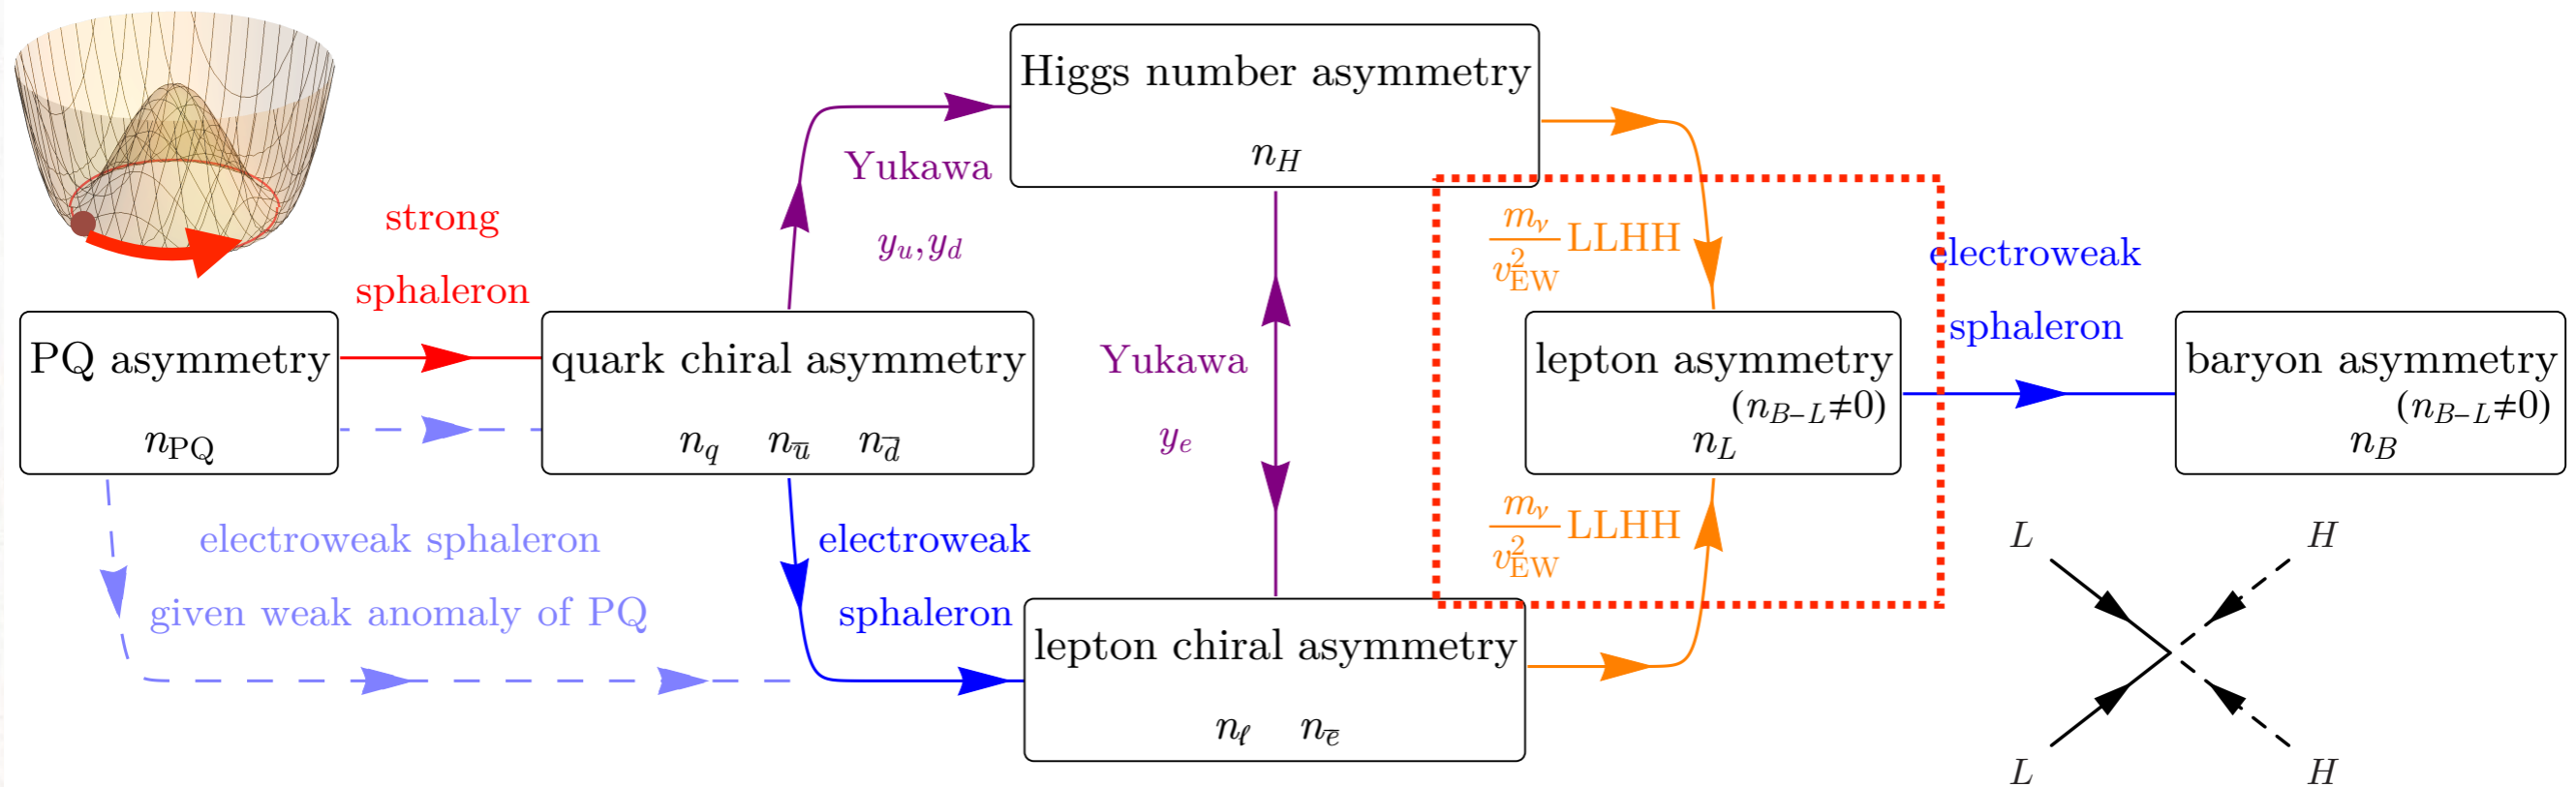 Higgs number asymmetry
n_H
Yukawa
y_u, y_d
strong
sphaleron
PQ asymmetry
n_PQ
quark chiral asymmetry
n_q n_ū n_d̄
Yukawa
y_e
m_ν/v²_EW LLHH
lepton asymmetry
(n_B–L≠0)
n_L
electroweak
sphaleron
baryon asymmetry
(n_B–L≠0)
n_B
electroweak sphaleron
given weak anomaly of PQ
electroweak
sphaleron
m_ν/v²_EW LLHH
lepton chiral asymmetry
n_ℓ n_ē
L H
L H